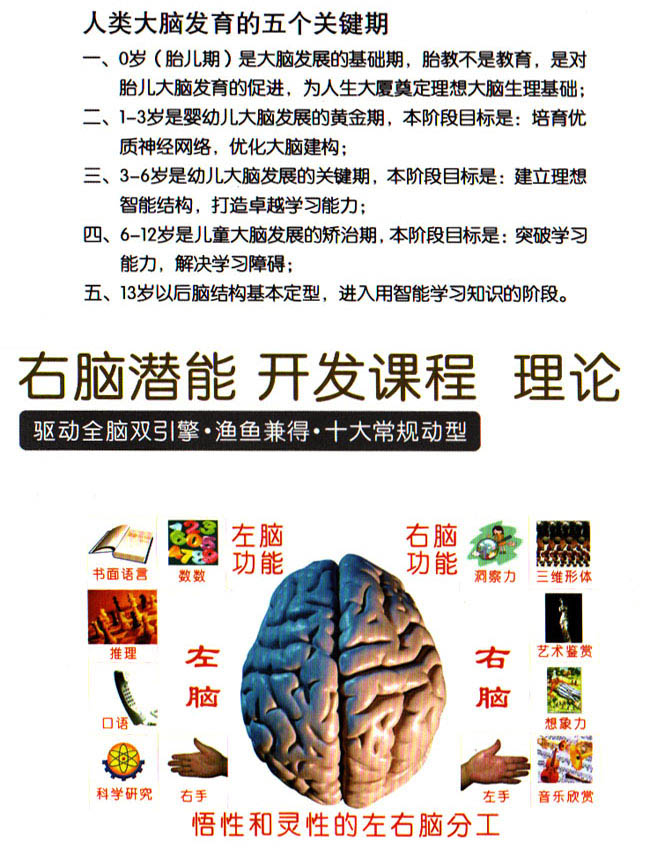 人类大脑发育的五个关键期
一、0岁（胎儿期）是大脑发展的基础期，胎教不是教育，是对
胎儿大脑发育的促进，为人生大厦奠定理想大脑生理基础；
二、1-3岁是婴幼儿大脑发展的黄金期，本阶段目标是：培育优
质神经网络，优化大脑建构；
三、3-6岁是幼儿大脑发展的关键期，本阶段目标是：建立理想
智能结构，打造卓越学习能力；
四、6-12岁是儿童大脑发展的矫治期，本阶段目标是：突破学习
能力，解决学习障碍；
五、13岁以后脑结构基本定型，进入用智能学习知识的阶段。
右脑潜能 开发课程 理论
驱动全脑双引擎·渔鱼兼得·十大常规动型
左脑
功能
书面语言
数数
推理
左脑
口语
科学研究
右手
右脑
功能
洞察力
三维形体
艺术鉴赏
右脑
想象力
左手
音乐欣赏
悟性和灵性的左右脑分工